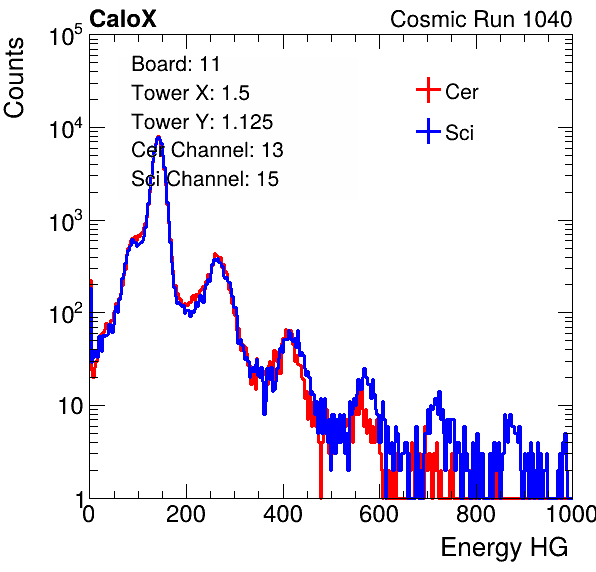 CaloX
Cosmic Run 1040
Counts
10^5
10^4
10^3
10^2
10
1
Board: 11
Tower X: 1.5
Tower Y: 1.125
Cer Channel: 13
Sci Channel: 15
Cer
Sci
0 200 400 600 800 1000
Energy HG